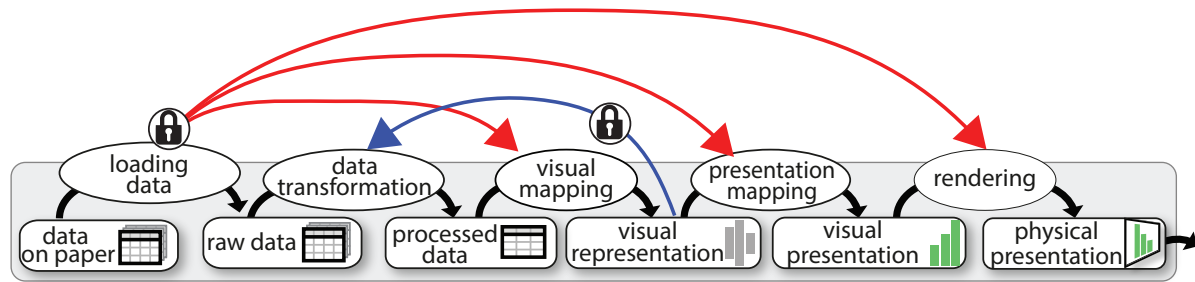 loading
data
data
transformation
visual
mapping
presentation
mapping
rendering
data
on paper
raw data
processed
data
visual
representation
visual
presentation
physical
presentation